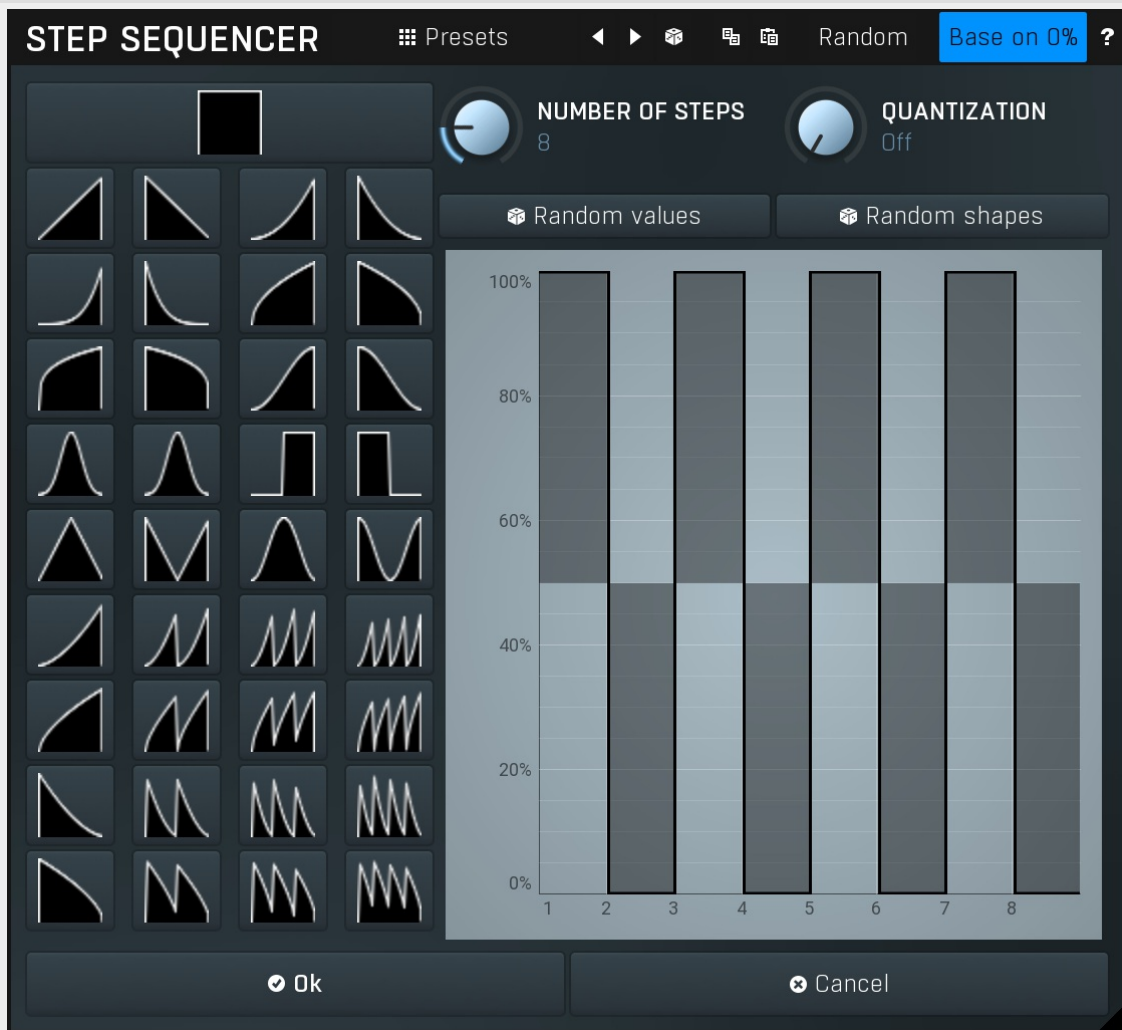 STEP SEQUENCER Presets Random Base on 0% ?
NUMBER OF STEPS
8
QUANTIZATION
Off
Random values Random shapes
100%
80%
60%
40%
20%
0%
1 2 3 4 5 6 7 8
Ok Cancel